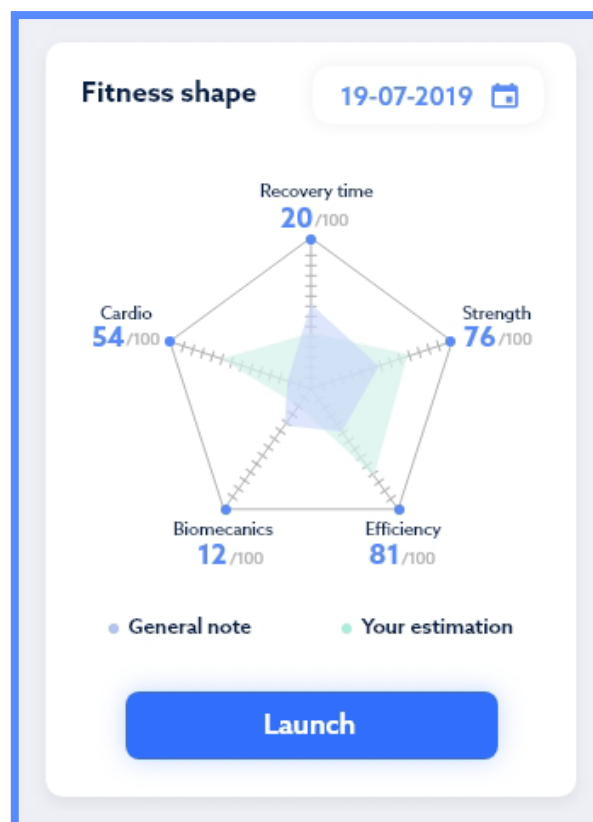 Fitness shape
19-07-2019
Recovery time
20/100
Cardio
54/100
Strength
76/100
Biomecanics
12/100
Efficiency
81/100
General note
Your estimation
Launch